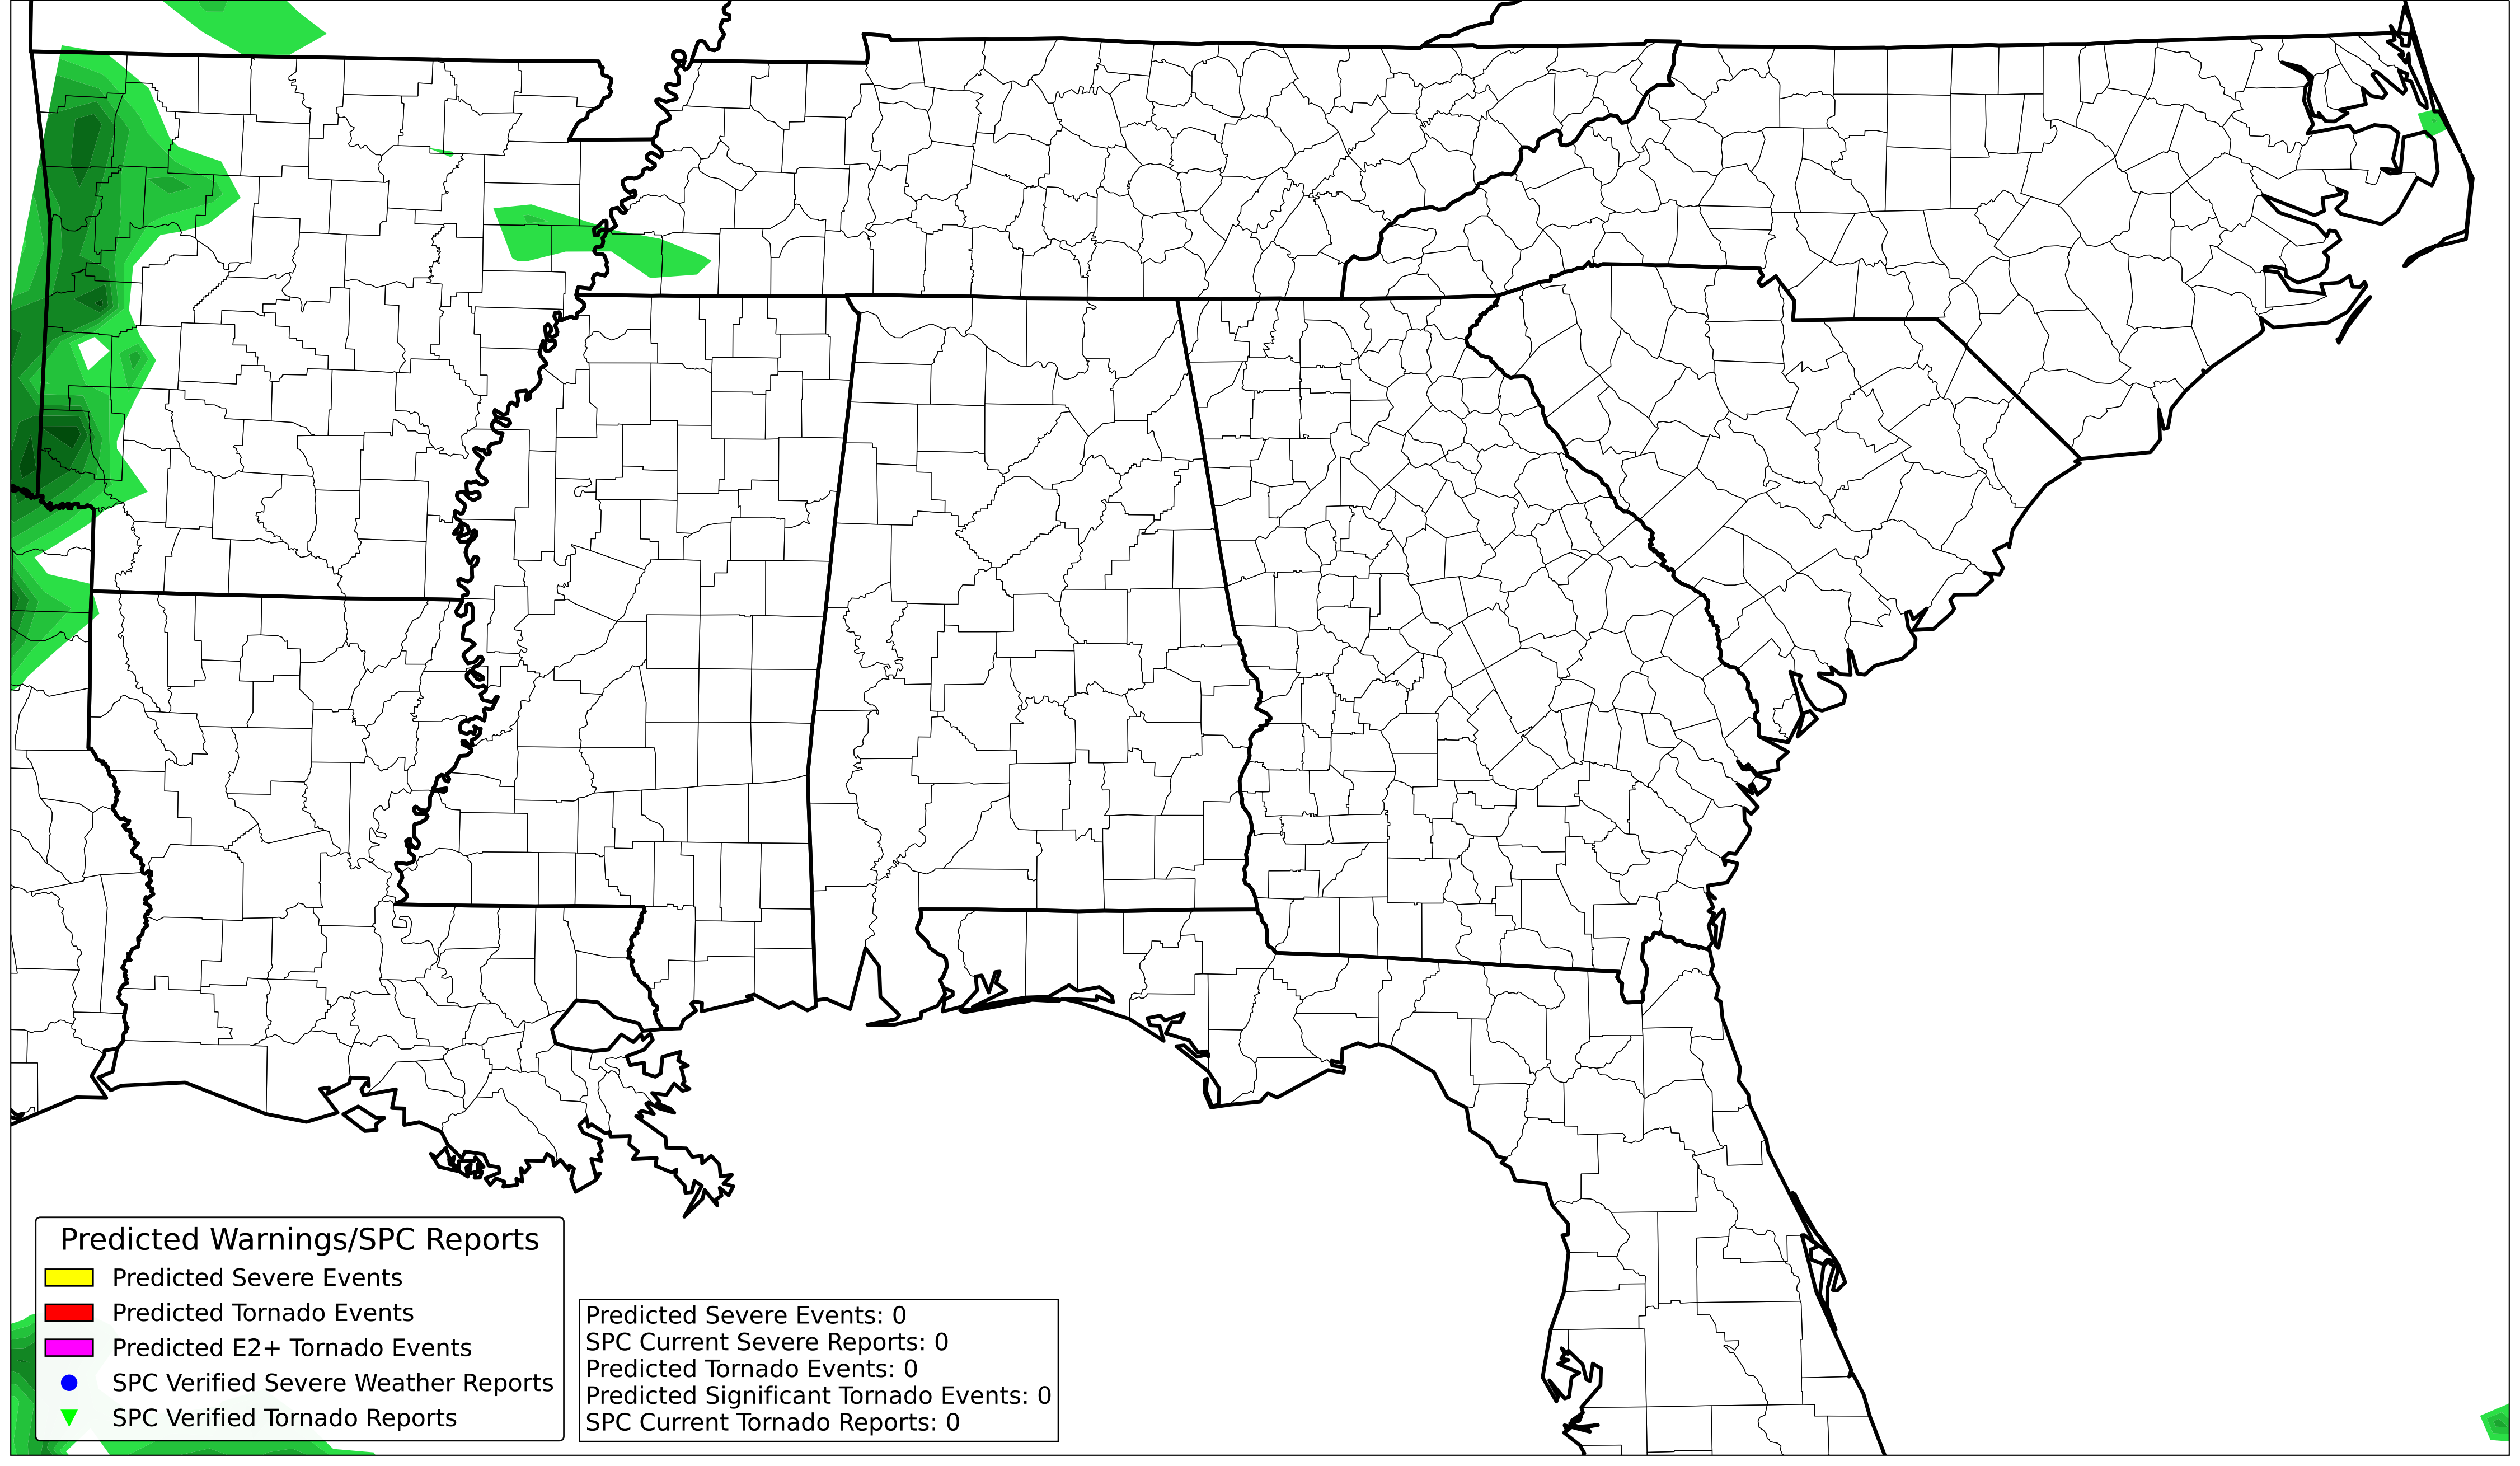 Predicted Warnings/SPC Reports
Predicted Severe Events
Predicted Tornado Events
Predicted E2+ Tornado Events
SPC Verified Severe Weather Reports
SPC Verified Tornado Reports
Predicted Severe Events: 0
SPC Current Severe Reports: 0
Predicted Tornado Events: 0
Predicted Significant Tornado Events: 0
SPC Current Tornado Reports: 0